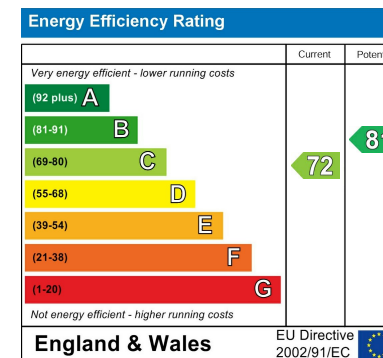 Energy Efficiency Rating
Current
Very energy efficient - lower running costs
(92 plus) A
(81-91) B
(69-80) C
(55-68) D
(39-54) E
(21-38) F
(1-20) G
72
Not energy efficient - higher running costs
England & Wales
EU Directive
2002/91/EC